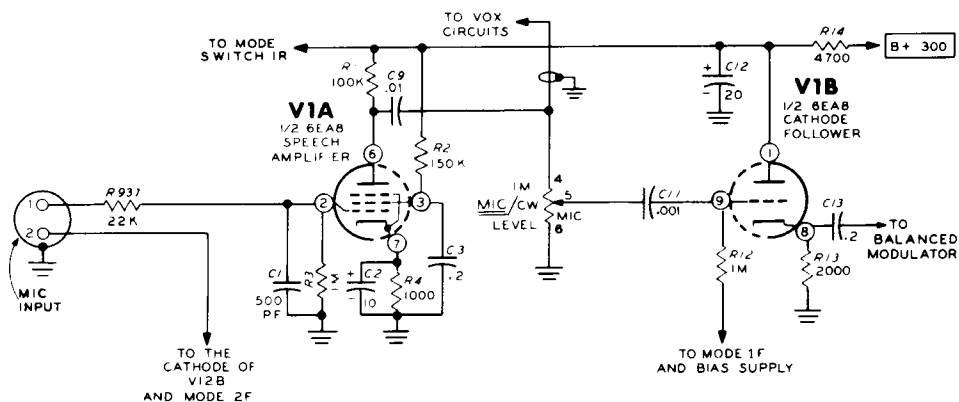 TO VOX
CIRCUITS
TO MODE
SWITCH 1R
R1
100K
C9
.01
R14
4700
B+ 300
V1A
1/2 6EA8
SPEECH
AMPLIFIER
6
R2
150K
+
C12
-
20
V1B
1/2 6EA8
CATHODE
FOLLOWER
1
1
2
R931
22K
2
3
7
4
1M
5
MIC/CW
MIC
LEVEL
6
C11
.001
9
8
C13
.2
TO
BALANCED
MODULATOR
MIC
INPUT
C1
500
PF
R3
1M
+
C2
-
10
R4
1000
C3
.2
R12
1M
R13
2000
TO THE
CATHODE OF
V12B
AND MODE 2F
TO MODE 1F
AND BIAS SUPPLY